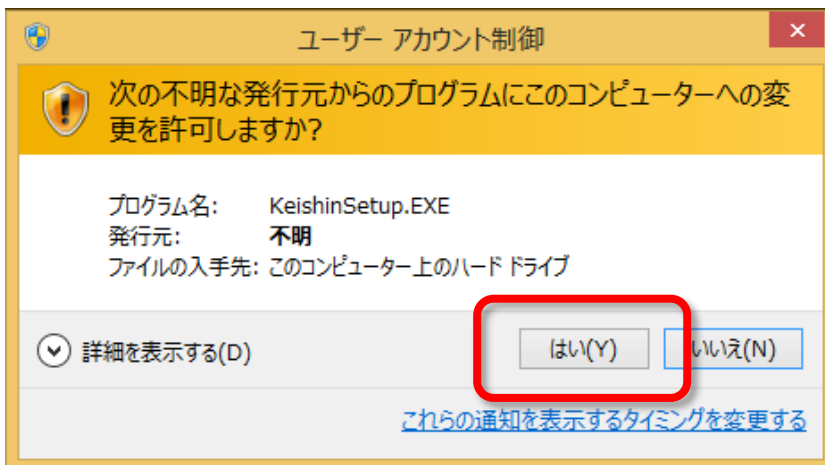 ユーザー アカウント制御
次の不明な発行元からのプログラムにこのコンピューターへの変
更を許可しますか?
プログラム名: KeishinSetup.EXE
発行元: 不明
ファイルの入手先: このコンピューター上のハード ドライブ
詳細を表示する(D) はい(Y) いいえ(N)
これらの通知を表示するタイミングを変更する